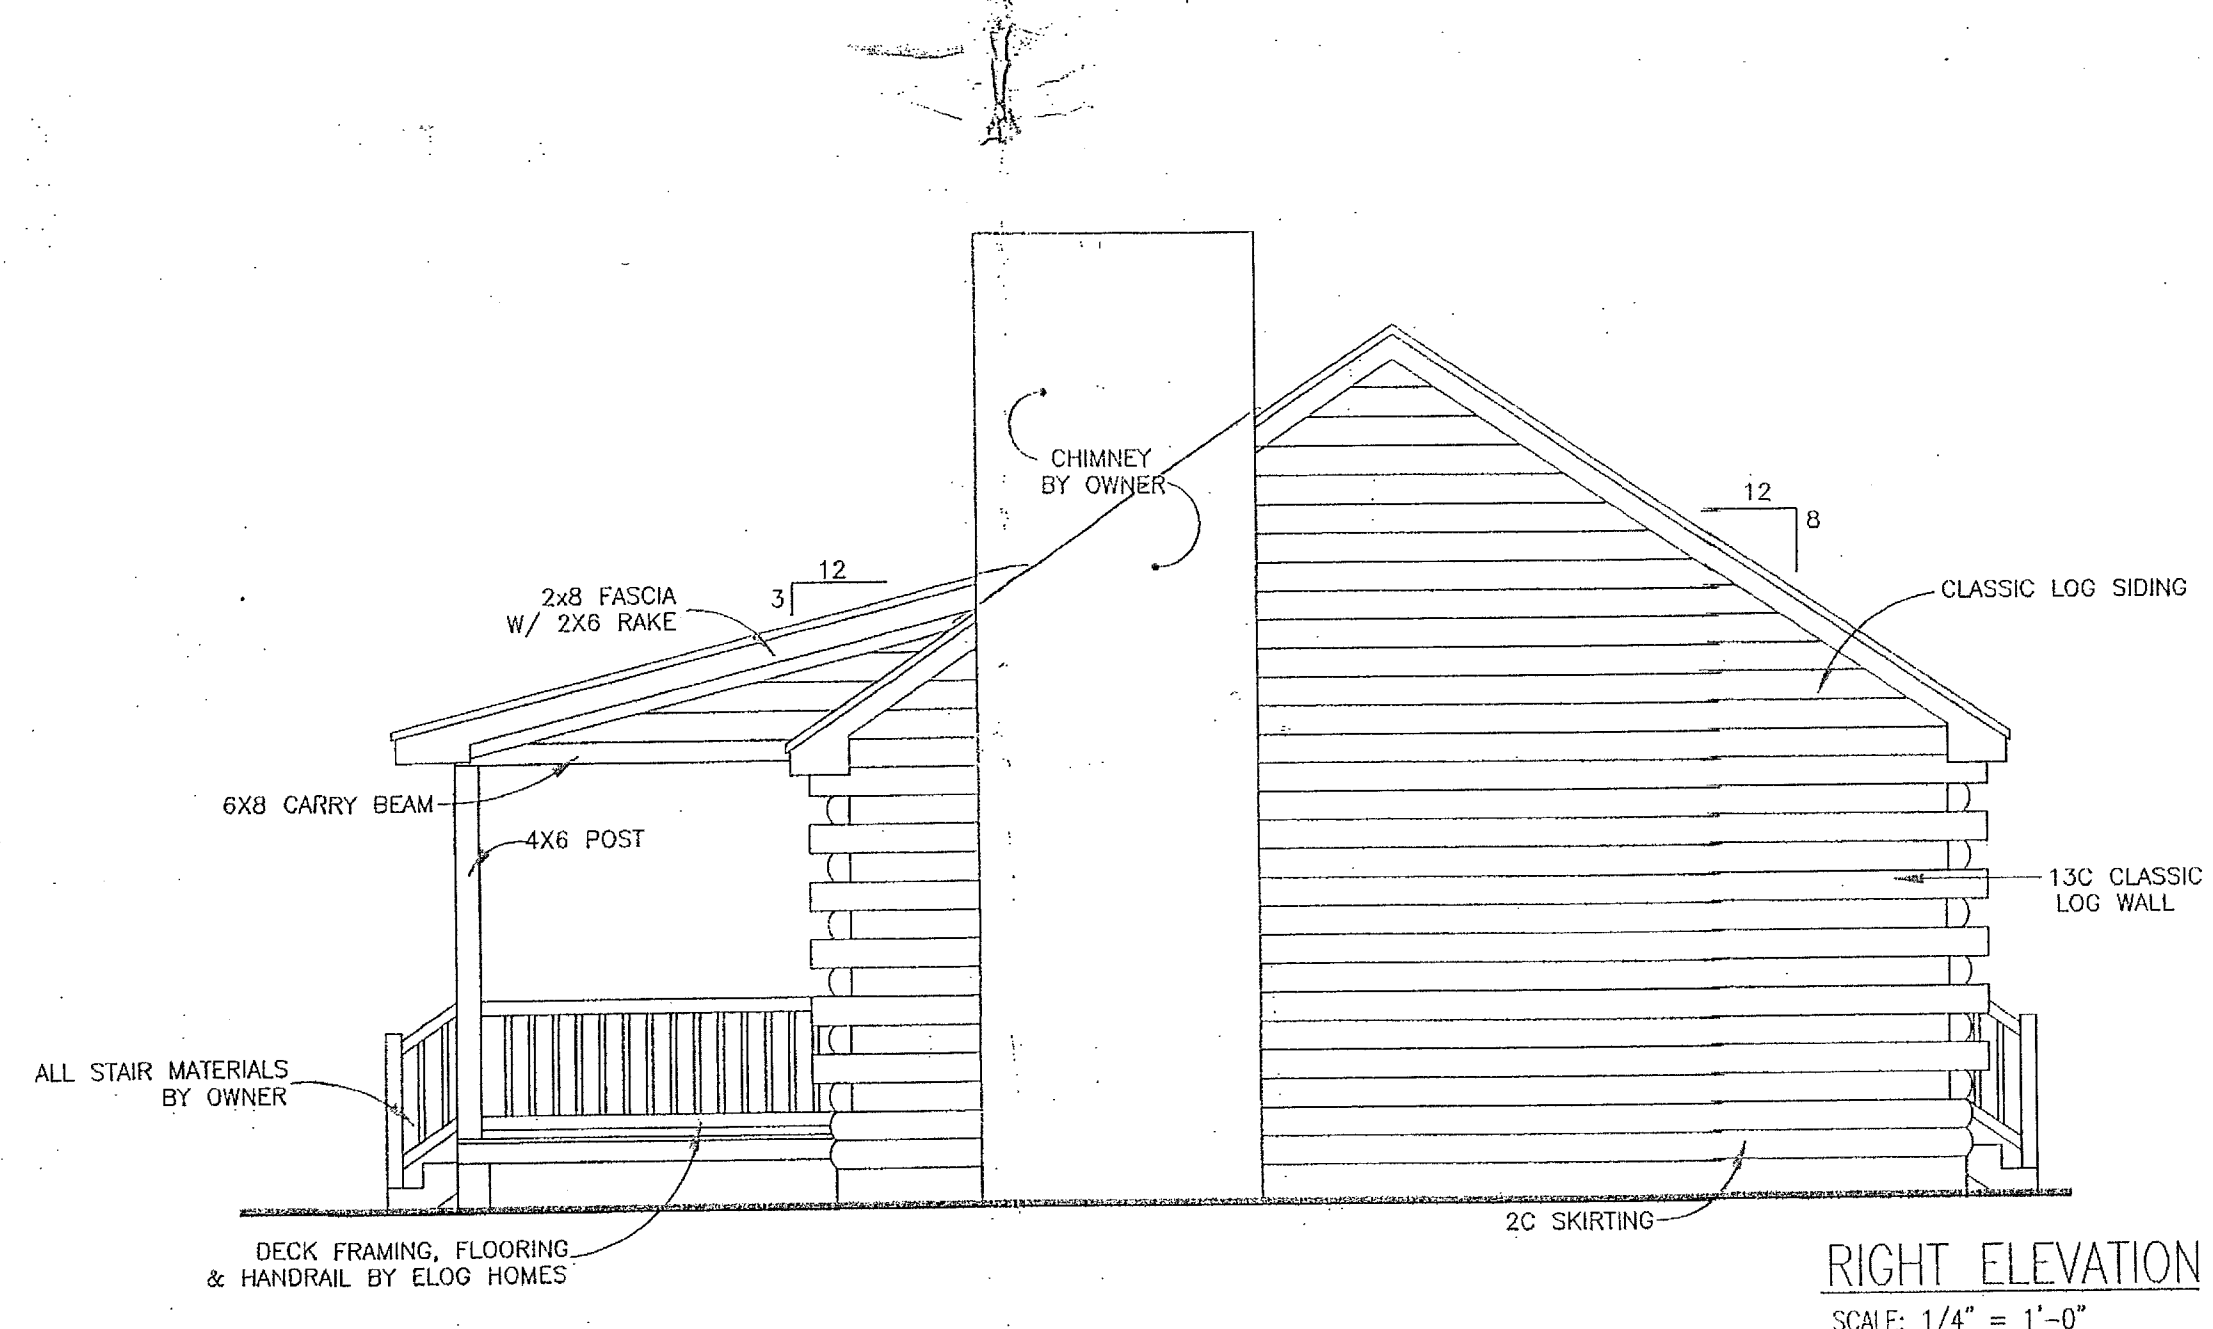 CHIMNEY
BY OWNER
12
8
12
3
2x8 FASCIA
W/ 2X6 RAKE
CLASSIC LOG SIDING
6X8 CARRY BEAM
4X6 POST
13C CLASSIC
LOG WALL
ALL STAIR MATERIALS
BY OWNER
2C SKIRTING
DECK FRAMING, FLOORING
& HANDRAIL BY ELOG HOMES
RIGHT ELEVATION
SCALE: 1/4" = 1'-0"